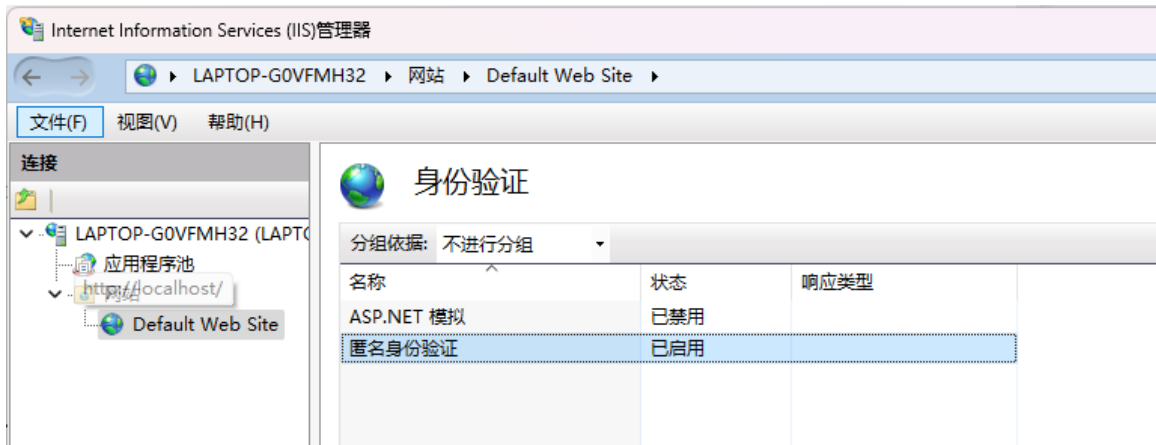 Internet Information Services (IIS)管理器
LAPTOP-G0VFMH32 网站 Default Web Site
文件(F) 视图(V) 帮助(H)
连接
LAPTOP-G0VFMH32 (LAPT
应用程序池
http://localhost/
网站
Default Web Site
身份验证
分组依据: 不进行分组
名称 状态 响应类型
ASP.NET 模拟 已禁用
匿名身份验证 已启用